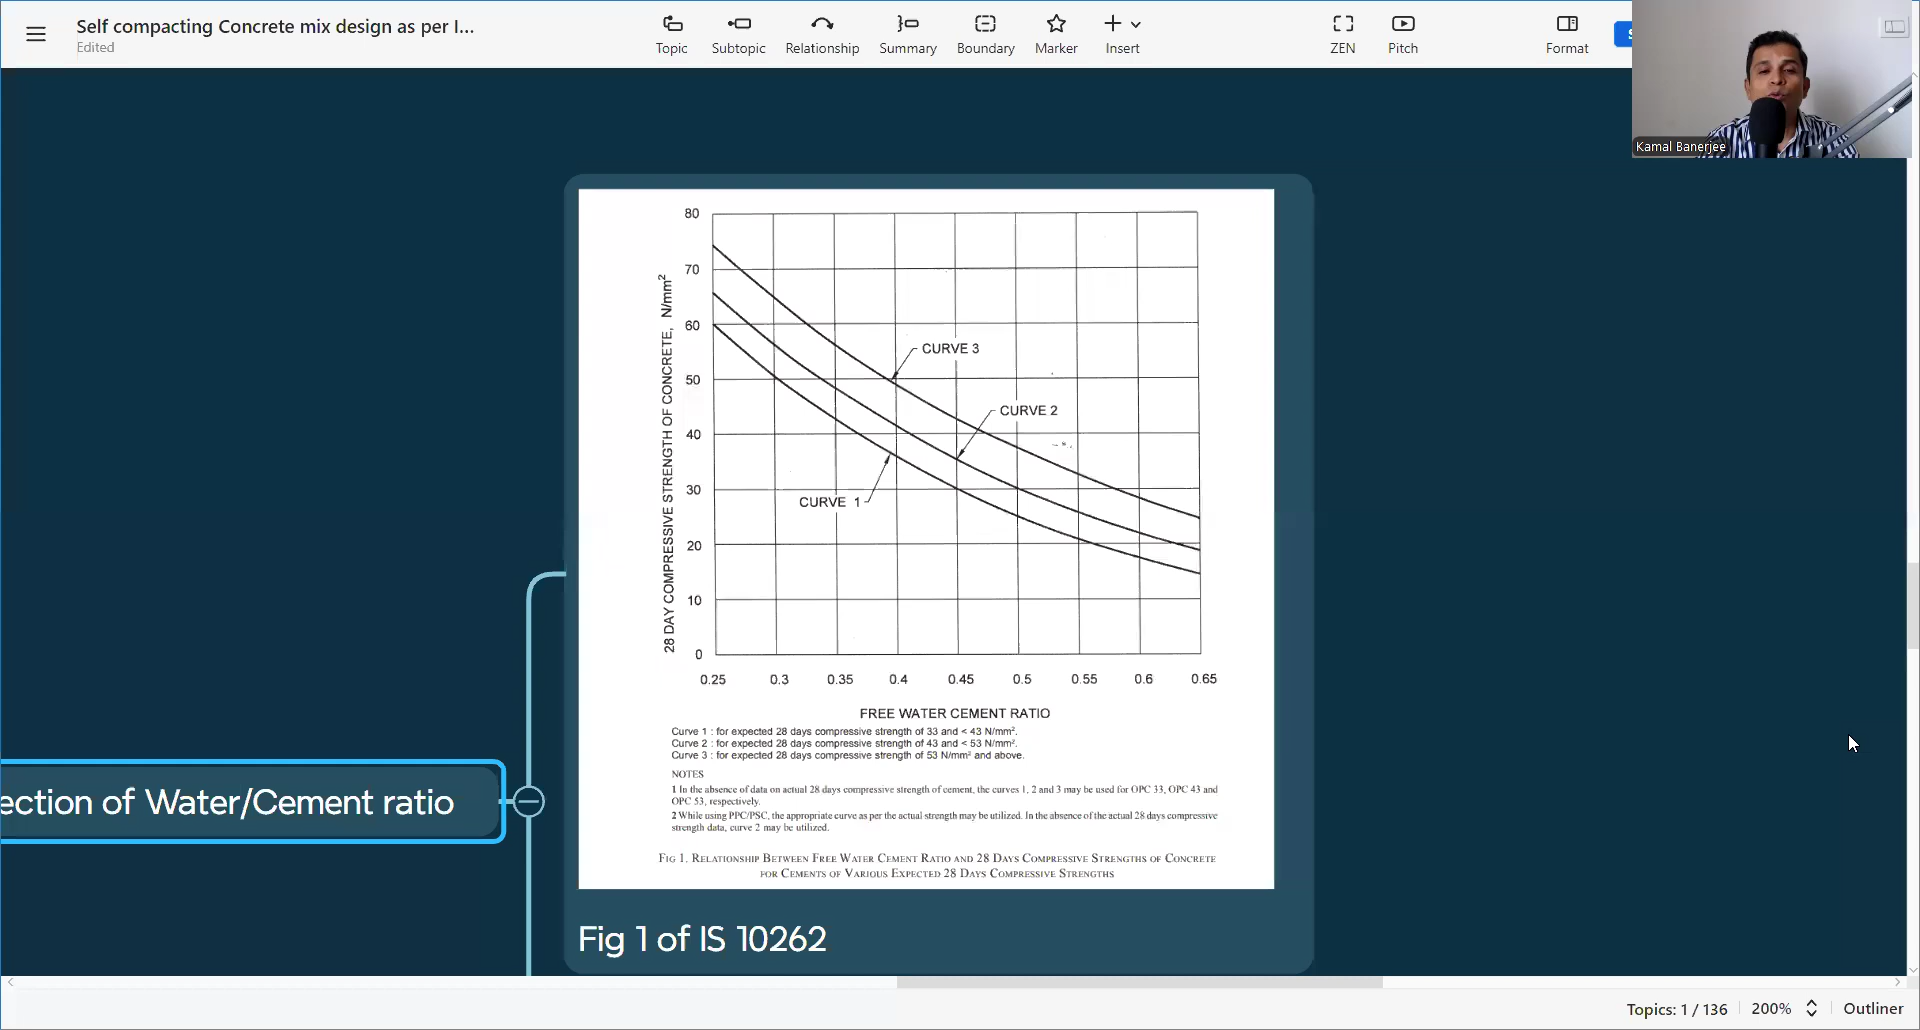 Self compacting Concrete mix design as per I...
Edited
Topic
Subtopic
Relationship
Summary
Boundary
Marker
Insert
ZEN
Pitch
Format
Kamal Banerjee
28 DAY COMPRESSIVE STRENGTH OF CONCRETE, N/mm²
80
70
60
50
40
30
20
10
0
CURVE 3
CURVE 2
CURVE 1
0.25 0.3 0.35 0.4 0.45 0.5 0.55 0.6 0.65
FREE WATER CEMENT RATIO
Curve 1 : for expected 28 days compressive strength of 33 and < 43 N/mm².
Curve 2 : for expected 28 days compressive strength of 43 and < 53 N/mm².
Curve 3 : for expected 28 days compressive strength of 53 N/mm² and above.
NOTES
1 In the absence of data on actual 28 days compressive strength of cement, the curves 1, 2 and 3 may be used for OPC 33, OPC 43 and
OPC 53, respectively.
2 While using PPC/PSC, the appropriate curve as per the actual strength may be utilized. In the absence of the actual 28 days compressive
strength data, curve 2 may be utilized.
FIG 1. RELATIONSHIP BETWEEN FREE WATER CEMENT RATIO AND 28 DAYS COMPRESSIVE STRENGTHS OF CONCRETE
FOR CEMENTS OF VARIOUS EXPECTED 28 DAYS COMPRESSIVE STRENGTHS
ection of Water/Cement ratio
Fig 1 of IS 10262
Topics: 1 / 136
200%
Outliner